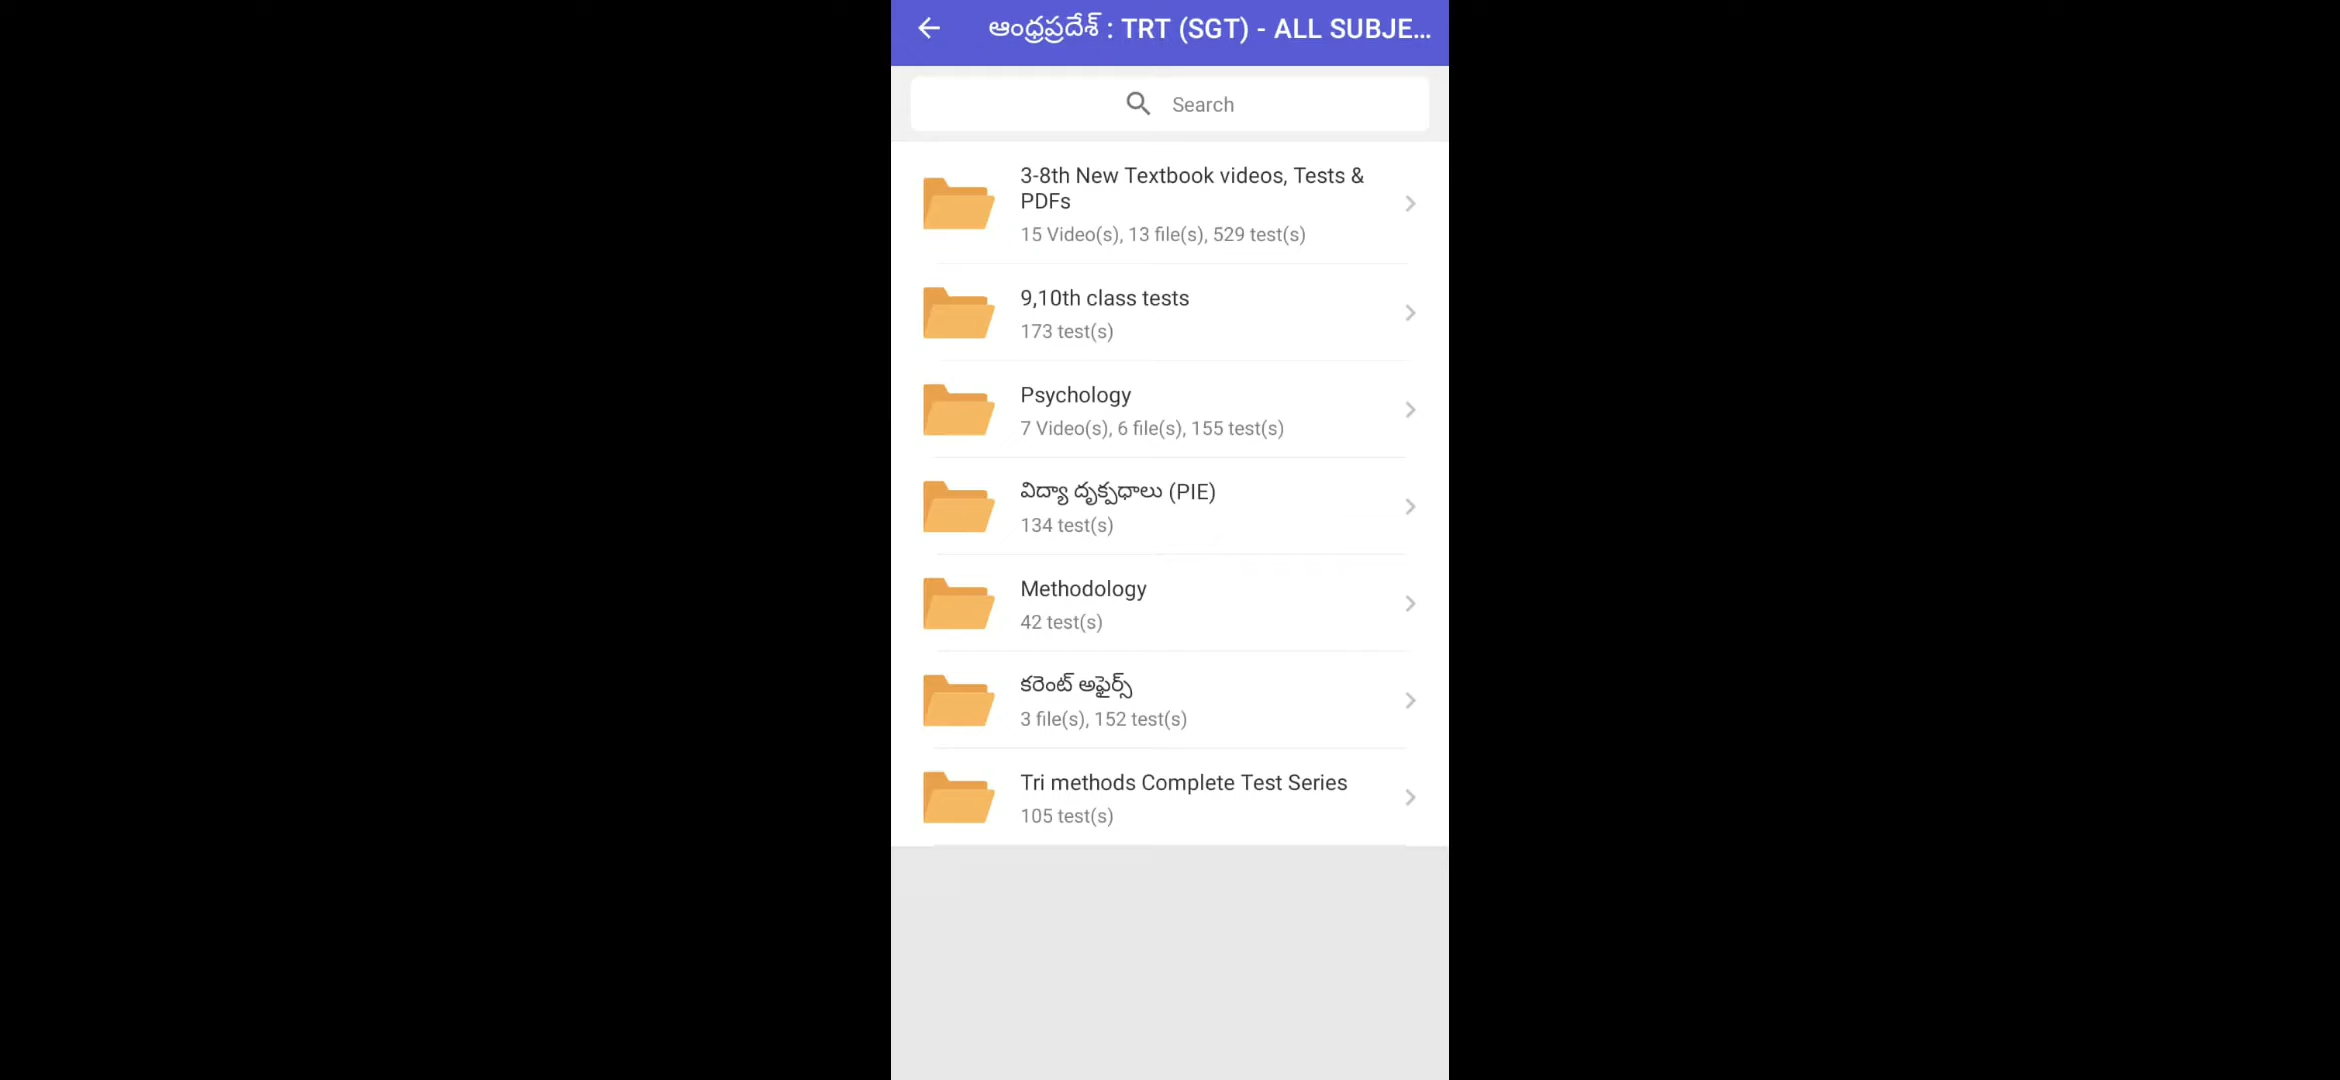 ఆంధ్రప్రదేశ్ : TRT (SGT) - ALL SUBJE...
Search
3-8th New Textbook videos, Tests &
PDFs
15 Video(s), 13 file(s), 529 test(s)
9,10th class tests
173 test(s)
Psychology
7 Video(s), 6 file(s), 155 test(s)
విద్యా దృక్పధాలు (PIE)
134 test(s)
Methodology
42 test(s)
కరెంట్ అఫైర్స్
3 file(s), 152 test(s)
Tri methods Complete Test Series
105 test(s)